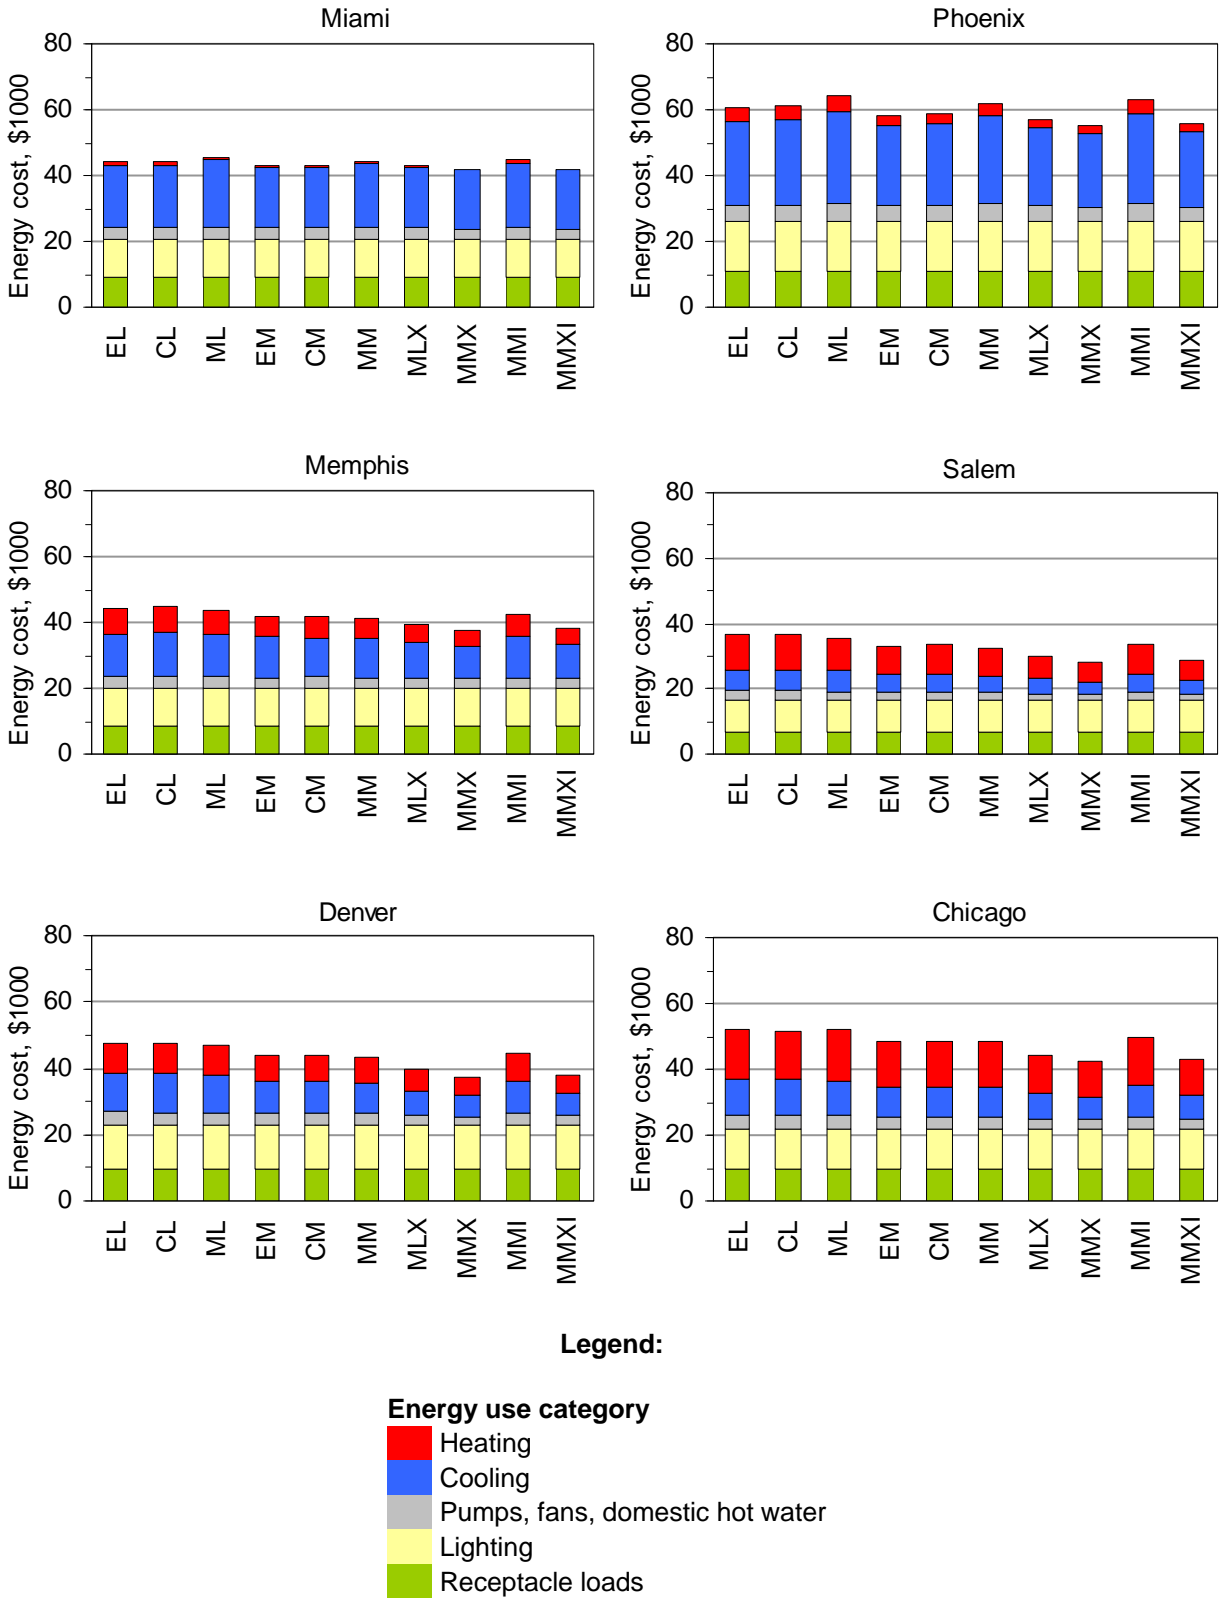 Miami
Energy cost, $1000
80
60
40
20
0
EL
CL
ML
EM
CM
MM
MLX
MMX
MMI
MMXI
Phoenix
Energy cost, $1000
80
60
40
20
0
EL
CL
ML
EM
CM
MM
MLX
MMX
MMI
MMXI
Memphis
Energy cost, $1000
80
60
40
20
0
EL
CL
ML
EM
CM
MM
MLX
MMX
MMI
MMXI
Salem
Energy cost, $1000
80
60
40
20
0
EL
CL
ML
EM
CM
MM
MLX
MMX
MMI
MMXI
Denver
Energy cost, $1000
80
60
40
20
0
EL
CL
ML
EM
CM
MM
MLX
MMX
MMI
MMXI
Chicago
Energy cost, $1000
80
60
40
20
0
EL
CL
ML
EM
CM
MM
MLX
MMX
MMI
MMXI
Legend:
Energy use category
Heating
Cooling
Pumps, fans, domestic hot water
Lighting
Receptacle loads